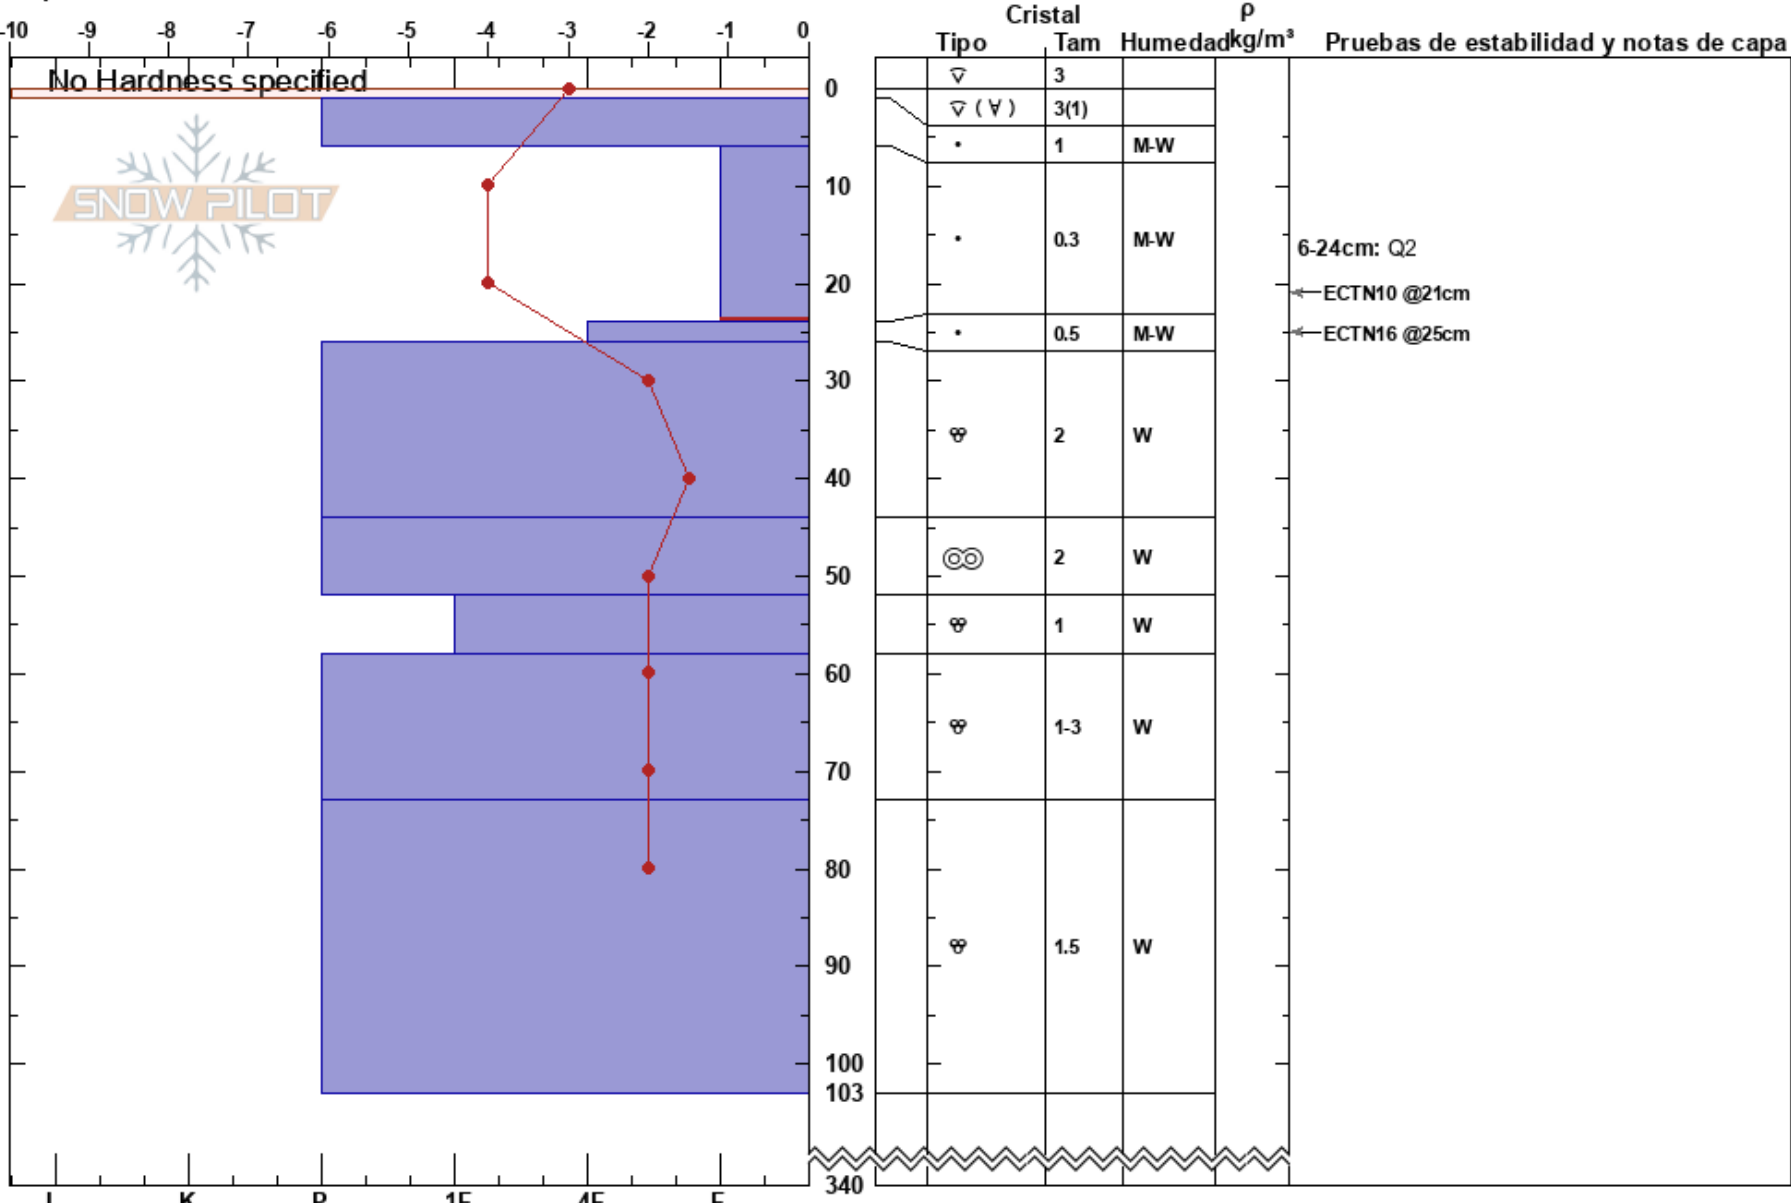 Cristal ρ
-10 -9 -8 -7 -6 -5 -4 -3 -2 -1 0 Tipo Tam Humedad kg/m³ Pruebas de estabilidad y notas de capa
No Hardness specified
3
0
3(1)
1 M-W
SNOW PILOT
10
0.3 M-W
6-24cm: Q2
20
ECTN10 @21cm
0.5 M-W
ECTN16 @25cm
30
2 W
40
2 W
50
1 W
60
1-3 W
70
80
1.5 W
90
100
103
340
I K P 1F 4F F